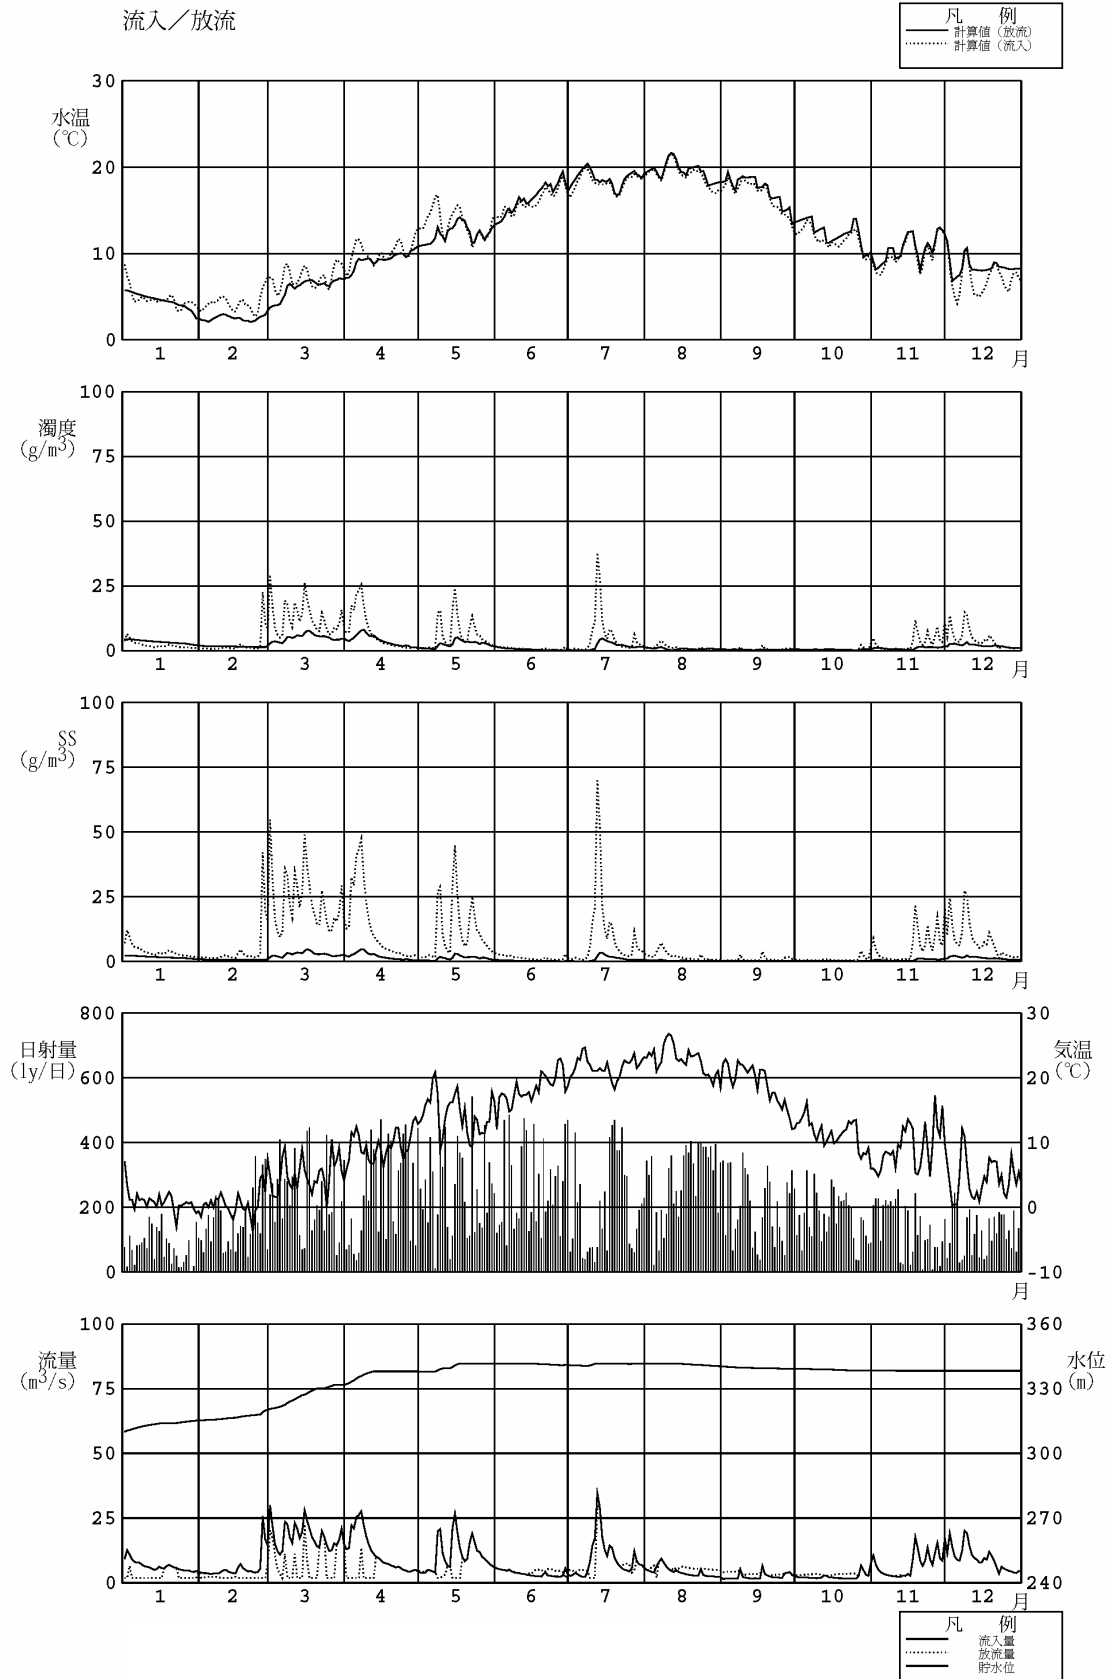 流入／放流
凡　例
計算値（放流）
計算値（流入）
水温
（℃）
30
20
10
0
1 2 3 4 5 6 7 8 9 10 11 12 月
濁度
（g/m3）
100
75
50
25
0
1 2 3 4 5 6 7 8 9 10 11 12 月
SS
（g/m3）
100
75
50
25
0
1 2 3 4 5 6 7 8 9 10 11 12 月
日射量
（ly/日）
800
600
400
200
0
気温
（℃）
30
20
10
0
-10
月
流量
（m3/s）
100
75
50
25
0
水位
（m）
360
330
300
270
240
1 2 3 4 5 6 7 8 9 10 11 12 月
凡　例
流入量
放流量
貯水位